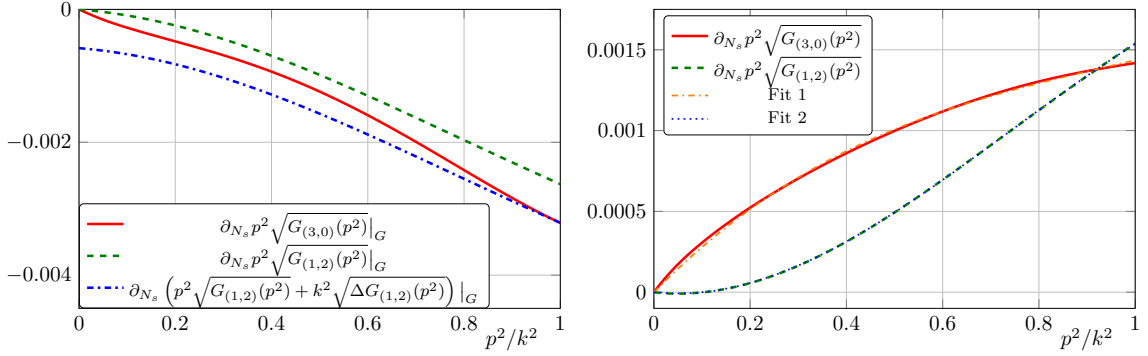 0
−0.002
−0.004
0
0.2
0.4
0.6
0.8
1
p²/k²
∂_{N_s} p²√G_{(3,0)}(p²)|_G
∂_{N_s} p²√G_{(1,2)}(p²)|_G
∂_{N_s} (p²√G_{(1,2)}(p²) + k²√ΔG_{(1,2)}(p²))|_G
0.0015
0.001
0.0005
0
0
0.2
0.4
0.6
0.8
1
p²/k²
∂_{N_s} p²√G_{(3,0)}(p²)
∂_{N_s} p²√G_{(1,2)}(p²)
Fit 1
Fit 2